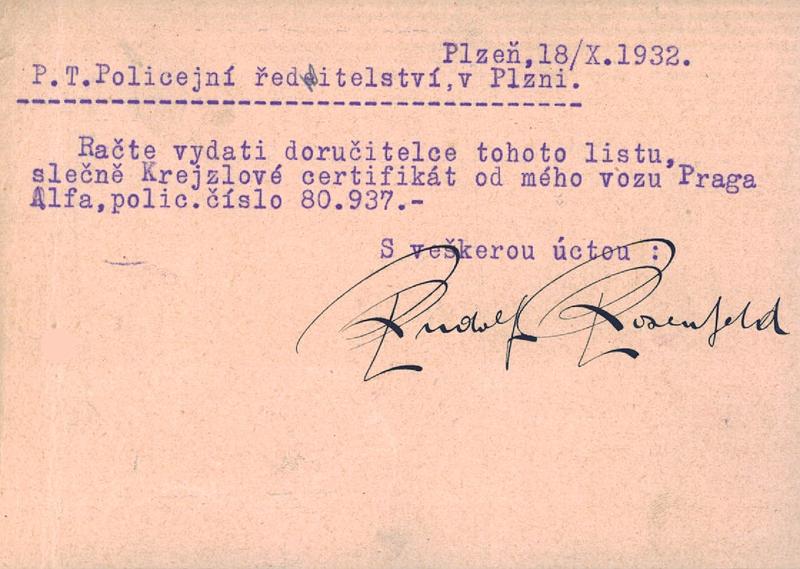 Plzeň,18/X.1932.
P.T.Policejní ředitelství,v Plzni.
Račte vydati doručitelce tohoto listu,
slečně Krejzlové certifikát od mého vozu Praga
Alfa,polic.číslo 80.937.-
S veškerou úctou :
Rudolf Rosenfeld